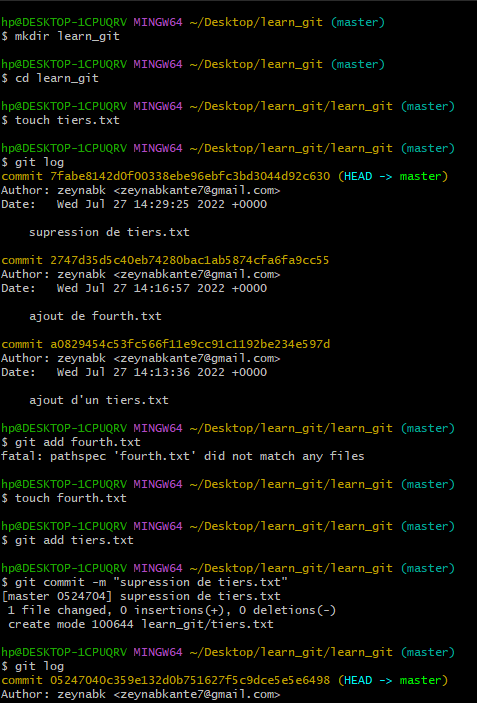 hp@DESKTOP-1CPUQRV MINGW64 ~/Desktop/learn_git (master)
$ mkdir learn_git
hp@DESKTOP-1CPUQRV MINGW64 ~/Desktop/learn_git (master)
$ cd learn_git
hp@DESKTOP-1CPUQRV MINGW64 ~/Desktop/learn_git/learn_git (master)
$ touch tiers.txt
hp@DESKTOP-1CPUQRV MINGW64 ~/Desktop/learn_git/learn_git (master)
$ git log
commit 7fabe8142d0f00338ebe96ebfc3bd3044d92c630 (HEAD -> master)
Author: zeynabk <zeynabkante7@gmail.com>
Date:   Wed Jul 27 14:29:25 2022 +0000
    supression de tiers.txt
commit 2747d35d5c40eb74280bac1ab5874cfa6fa9cc55
Author: zeynabk <zeynabkante7@gmail.com>
Date:   Wed Jul 27 14:16:57 2022 +0000
    ajout de fourth.txt
commit a0829454c53fc566f11e9cc91c1192be234e597d
Author: zeynabk <zeynabkante7@gmail.com>
Date:   Wed Jul 27 14:13:36 2022 +0000
    ajout d'un tiers.txt
hp@DESKTOP-1CPUQRV MINGW64 ~/Desktop/learn_git/learn_git (master)
$ git add fourth.txt
fatal: pathspec 'fourth.txt' did not match any files
hp@DESKTOP-1CPUQRV MINGW64 ~/Desktop/learn_git/learn_git (master)
$ touch fourth.txt
hp@DESKTOP-1CPUQRV MINGW64 ~/Desktop/learn_git/learn_git (master)
$ git add tiers.txt
hp@DESKTOP-1CPUQRV MINGW64 ~/Desktop/learn_git/learn_git (master)
$ git commit -m "supression de tiers.txt"
[master 0524704] supression de tiers.txt
 1 file changed, 0 insertions(+), 0 deletions(-)
 create mode 100644 learn_git/tiers.txt
hp@DESKTOP-1CPUQRV MINGW64 ~/Desktop/learn_git/learn_git (master)
$ git log
commit 05247040c359e132d0b751627f5c9dce5e5e6498 (HEAD -> master)
Author: zeynabk <zeynabkante7@gmail.com>